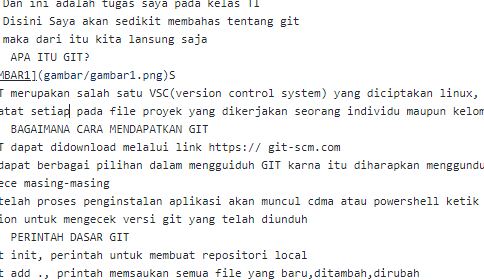 Dan ini adalah tugas saya pada kelas TI
Disini Saya akan sedikit membahas tentang git
maka dari itu kita lansung saja
APA ITU GIT?
MBAR1](gambar/gambar1.png)S
T merupakan salah satu VSC(version control system) yang diciptakan linux,
atat setiap pada file proyek yang dikerjakan seorang individu maupun kelom
BAGAIMANA CARA MENDAPATKAN GIT
T dapat didownload melalui link https:// git-scm.com
dapat berbagai pilihan dalam mengguiduh GIT karna itu diharapkan menggundu
ece masing-masing
telah proses penginstalan aplikasi akan muncul cdma atau powershell ketik
ion untuk mengecek versi git yang telah diunduh
PERINTAH DASAR GIT
t init, perintah untuk membuat repositori local
t add ., printah memsaukan semua file yang baru,ditambah,dirubah